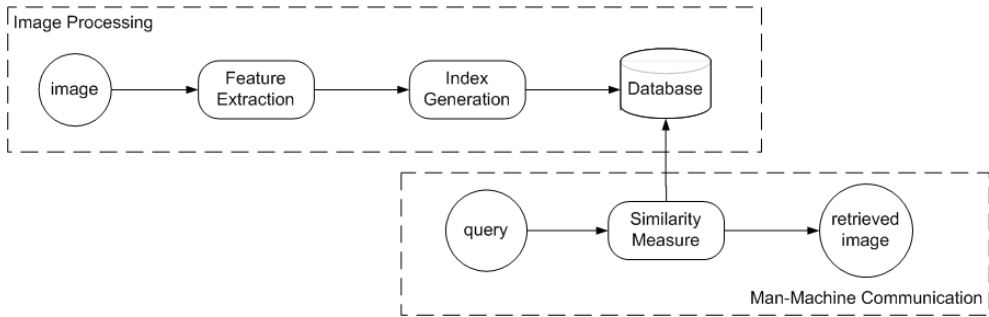 Image Processing
image
Feature
Extraction
Index
Generation
Database
query
Similarity
Measure
retrieved
image
Man-Machine Communication